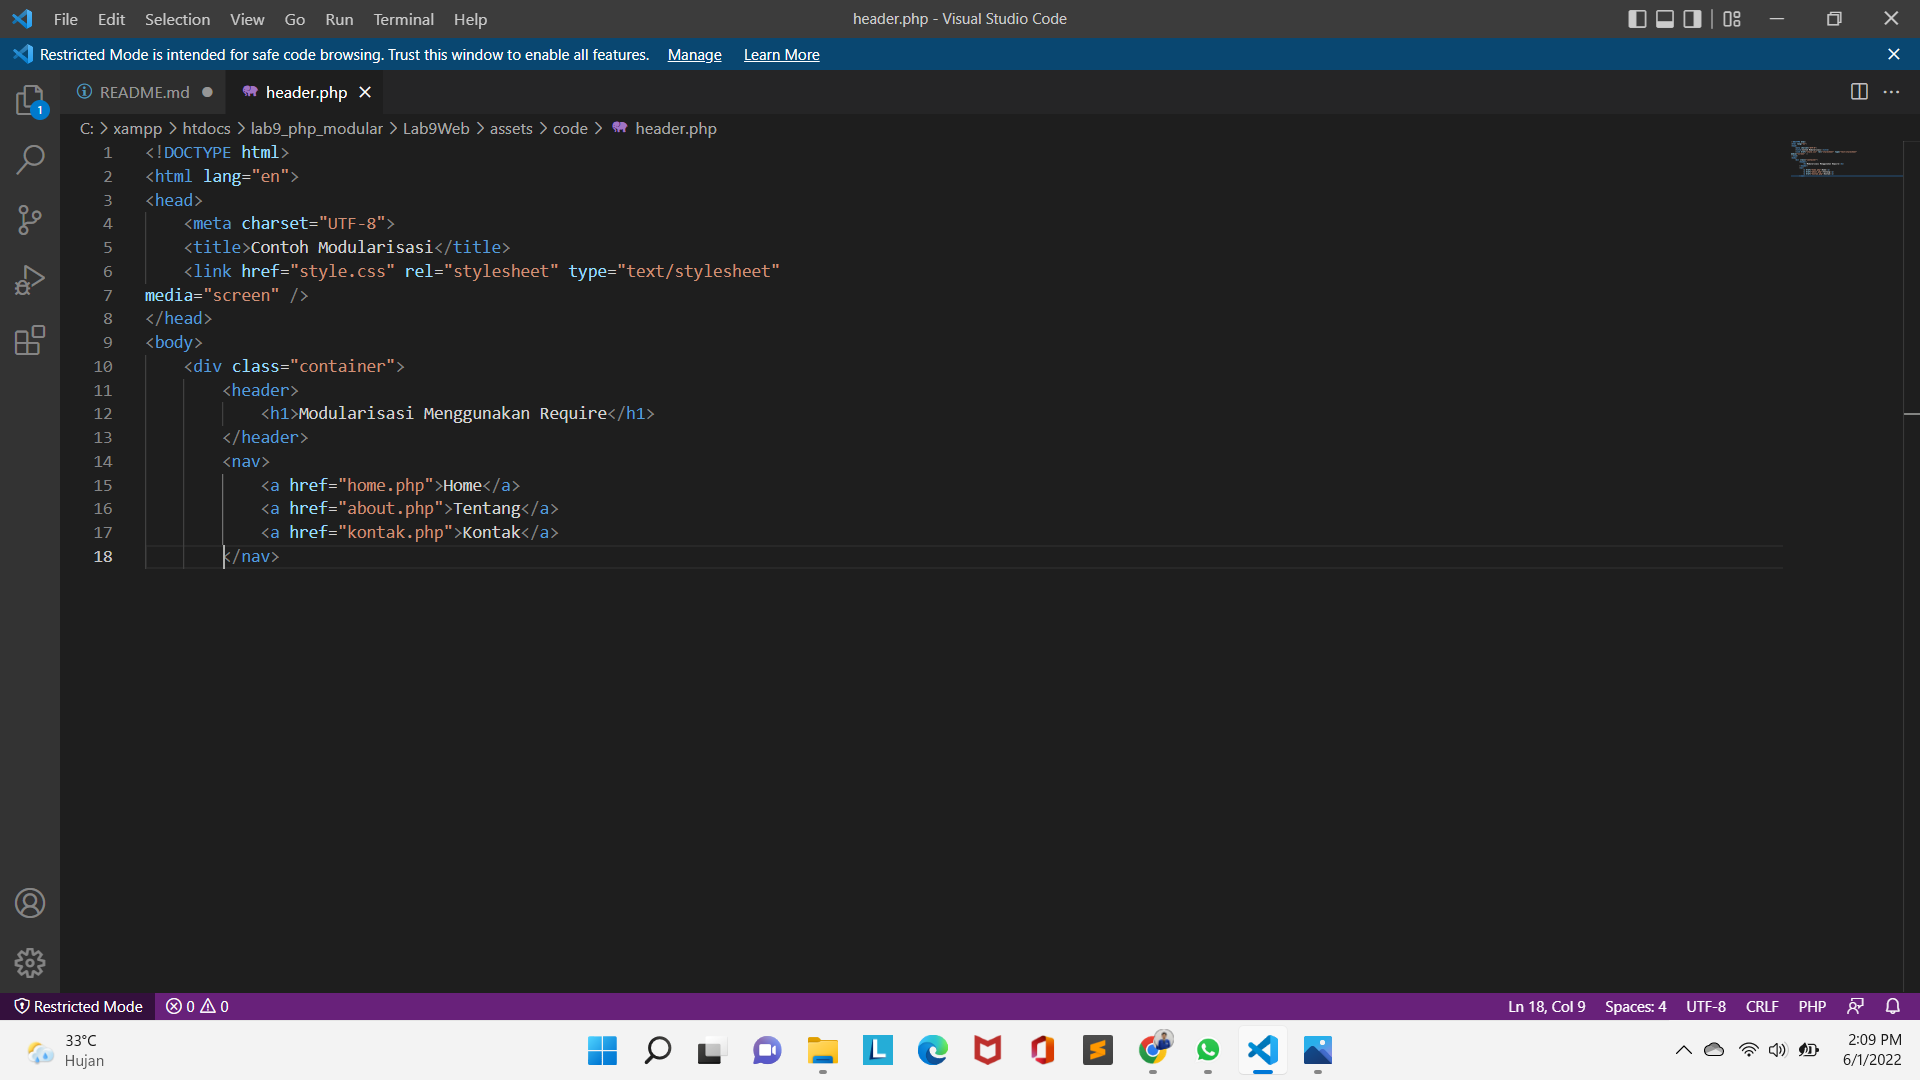 File Edit Selection View Go Run Terminal Help header.php - Visual Studio Code
Restricted Mode is intended for safe code browsing. Trust this window to enable all features. Manage Learn More
README.md header.php
C: > xampp > htdocs > lab9_php_modular > Lab9Web > assets > code > header.php
1 <!DOCTYPE html>
2 <html lang="en">
3 <head>
4 <meta charset="UTF-8">
5 <title>Contoh Modularisasi</title>
6 <link href="style.css" rel="stylesheet" type="text/stylesheet"
7 media="screen" />
8 </head>
9 <body>
10 <div class="container">
11 <header>
12 <h1>Modularisasi Menggunakan Require</h1>
13 </header>
14 <nav>
15 <a href="home.php">Home</a>
16 <a href="about.php">Tentang</a>
17 <a href="kontak.php">Kontak</a>
18 </nav>
1
Restricted Mode 0 0 Ln 18, Col 9 Spaces: 4 UTF-8 CRLF PHP
33°C
Hujan
L
2:09 PM
6/1/2022